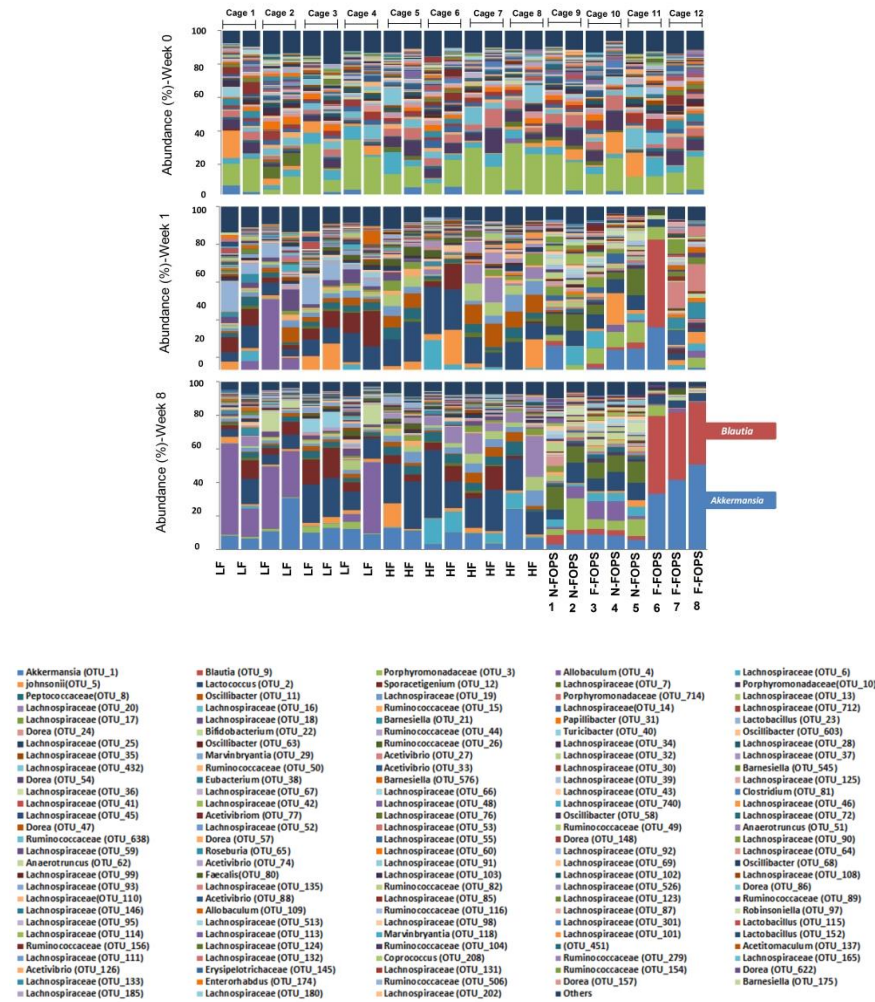 Cage 1 Cage 2 Cage 3 Cage 4 Cage 5 Cage 6 Cage 7 Cage 8 Cage 9 Cage 10 Cage 11 Cage 12
Abundance (%)-Week 0
100
80
60
40
20
0
Abundance (%)-Week 1
100
80
60
40
20
0
Abundance (%)-Week 8
100
80
60
40
20
0
Blautia
Akkermansia
LF LF LF LF LF LF LF LF HF HF HF HF HF HF HF HF N-FOPS 1 N-FOPS 2 F-FOPS 3 N-FOPS 4 N-FOPS 5 F-FOPS 6 F-FOPS 7 F-FOPS 8
Akkermansia (OTU_1) Blautia (OTU_9) Porphyromonadaceae (OTU_3) Allobaculum (OTU_4) Lachnospiraceae (OTU_6)
johnsonii(OTU_5) Lactococcus (OTU_2) Sporacetigenium (OTU_12) Lachnospiraceae (OTU_7) Porphyromonadaceae(OTU_10)
Peptococcaceae(OTU_8) Oscillibacter (OTU_11) Lachnospiraceae (OTU_19) Porphyromonadaceae (OTU_714) Lachnospiraceae (OTU_13)
Lachnospiraceae (OTU_20) Lachnospiraceae (OTU_16) Ruminococcaceae (OTU_15) Lachnospiraceae(OTU_14) Lachnospiraceae (OTU_712)
Lachnospiraceae (OTU_17) Lachnospiraceae (OTU_18) Barnesiella (OTU_21) Papillibacter (OTU_31) Lactobacillus (OTU_23)
Dorea (OTU_24) Bifidobacterium (OTU_22) Ruminococcaceae (OTU_44) Turicibacter (OTU_40) Oscillibacter (OTU_603)
Lachnospiraceae (OTU_25) Oscillibacter (OTU_63) Ruminococcaceae (OTU_26) Lachnospiraceae (OTU_34) Lachnospiraceae (OTU_28)
Lachnospiraceae (OTU_35) Marvinbryantia (OTU_29) Acetivibrio (OTU_27) Lachnospiraceae (OTU_32) Lachnospiraceae (OTU_37)
Lachnospiraceae (OTU_432) Ruminococcaceae (OTU_50) Acetivibrio (OTU_33) Lachnospiraceae (OTU_30) Barnesiella (OTU_545)
Dorea (OTU_54) Eubacterium (OTU_38) Barnesiella (OTU_576) Lachnospiraceae (OTU_39) Lachnospiraceae (OTU_125)
Lachnospiraceae (OTU_36) Lachnospiraceae (OTU_67) Lachnospiraceae (OTU_66) Lachnospiraceae (OTU_43) Clostridium (OTU_81)
Lachnospiraceae (OTU_41) Lachnospiraceae (OTU_42) Lachnospiraceae (OTU_48) Lachnospiraceae (OTU_740) Lachnospiraceae (OTU_46)
Lachnospiraceae (OTU_45) Acetivibriom (OTU_77) Lachnospiraceae (OTU_76) Oscillibacter (OTU_58) Lachnospiraceae (OTU_72)
Dorea (OTU_47) Lachnospiraceae (OTU_52) Lachnospiraceae (OTU_53) Ruminococcaceae (OTU_49) Anaerotruncus (OTU_51)
Ruminococcaceae (OTU_638) Dorea (OTU_57) Lachnospiraceae (OTU_55) Dorea (OTU_148) Lachnospiraceae (OTU_90)
Lachnospiraceae (OTU_59) Roseburia (OTU_65) Lachnospiraceae (OTU_60) Lachnospiraceae (OTU_92) Lachnospiraceae (OTU_64)
Anaerotruncus (OTU_62) Acetivibrio (OTU_74) Lachnospiraceae (OTU_91) Lachnospiraceae (OTU_69) Oscillibacter (OTU_68)
Lachnospiraceae (OTU_99) Faecalis(OTU_80) Lachnospiraceae (OTU_103) Lachnospiraceae (OTU_102) Lachnospiraceae (OTU_108)
Lachnospiraceae (OTU_93) Lachnospiraceae (OTU_135) Ruminococcaceae (OTU_82) Lachnospiraceae (OTU_526) Dorea (OTU_86)
Lachnospiraceae(OTU_110) Acetivibrio (OTU_88) Lachnospiraceae (OTU_85) Lachnospiraceae (OTU_123) Ruminococcaceae (OTU_89)
Lachnospiraceae (OTU_146) Allobaculum (OTU_109) Ruminococcaceae (OTU_116) Lachnospiraceae (OTU_87) Robinsoniella (OTU_97)
Lachnospiraceae (OTU_95) Lachnospiraceae (OTU_513) Lachnospiraceae (OTU_98) Lachnospiraceae (OTU_301) Lactobacillus (OTU_115)
Lachnospiraceae (OTU_114) Lachnospiraceae (OTU_113) Marvinbryantia (OTU_118) Lachnospiraceae (OTU_101) Lactobacillus (OTU_152)
Ruminococcaceae (OTU_156) Lachnospiraceae (OTU_124) Ruminococcaceae (OTU_104) (OTU_451) Acetitomaculum (OTU_137)
Lachnospiraceae (OTU_111) Lachnospiraceae (OTU_132) Coprococcus (OTU_208) Ruminococcaceae (OTU_279) Lachnospiraceae (OTU_165)
Acetivibrio (OTU_126) Erysipelotrichaceae (OTU_145) Lachnospiraceae (OTU_131) Ruminococcaceae (OTU_154) Dorea (OTU_622)
Lachnospiraceae (OTU_133) Enterorhabdus (OTU_174) Ruminococcaceae (OTU_506) Dorea (OTU_157) Barnesiella (OTU_175)
Lachnospiraceae (OTU_185) Lachnospiraceae (OTU_180) Lachnospiraceae (OTU_202) Others